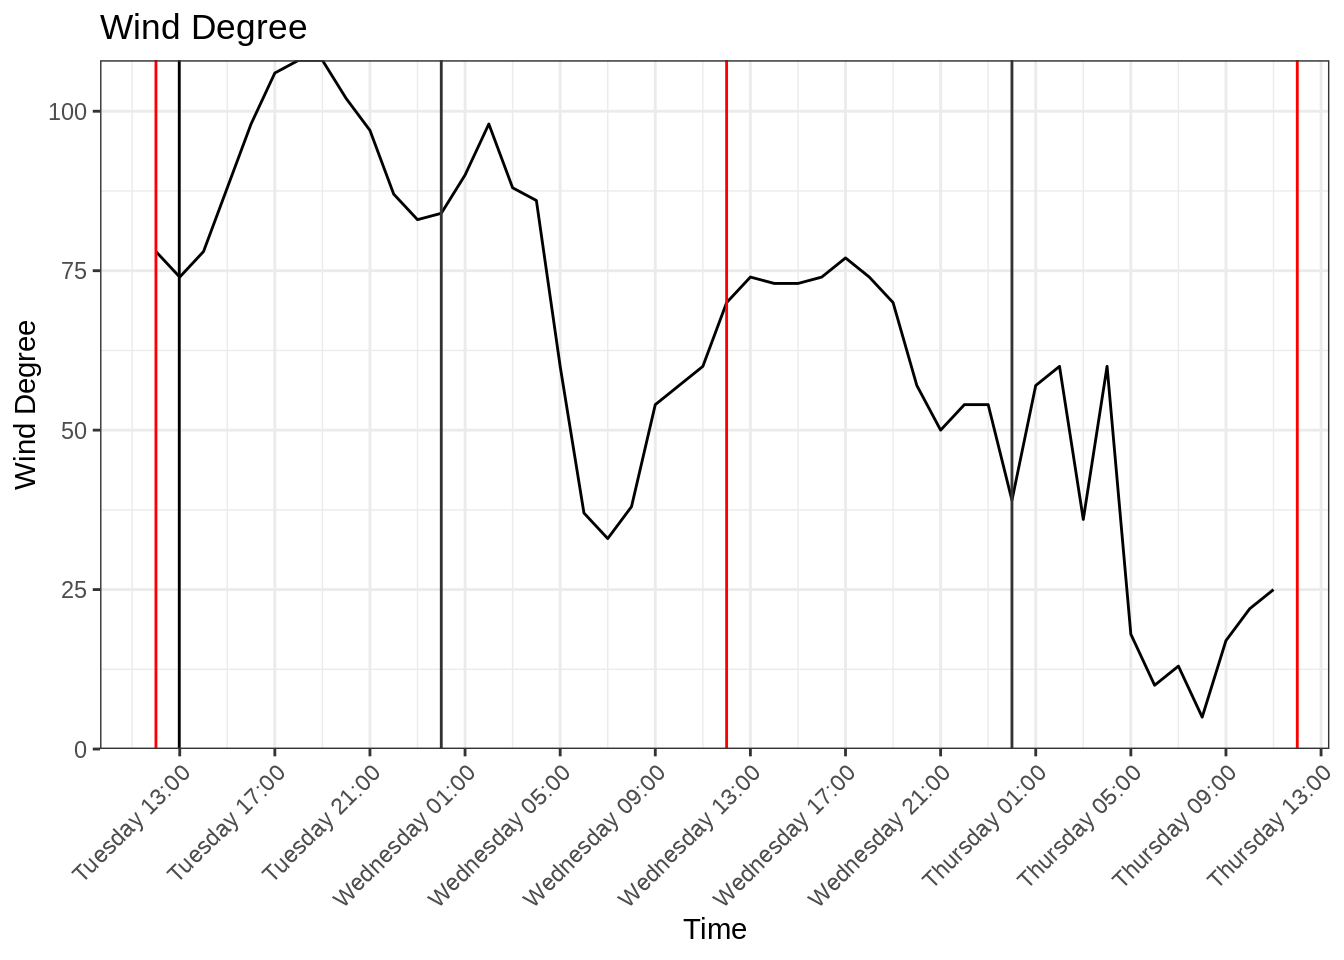 Wind Degree
Wind Degree
100
75
50
25
0
Tuesday 13:00
Tuesday 17:00
Tuesday 21:00
Wednesday 01:00
Wednesday 05:00
Wednesday 09:00
Wednesday 13:00
Wednesday 17:00
Wednesday 21:00
Thursday 01:00
Thursday 05:00
Thursday 09:00
Thursday 13:00
Time